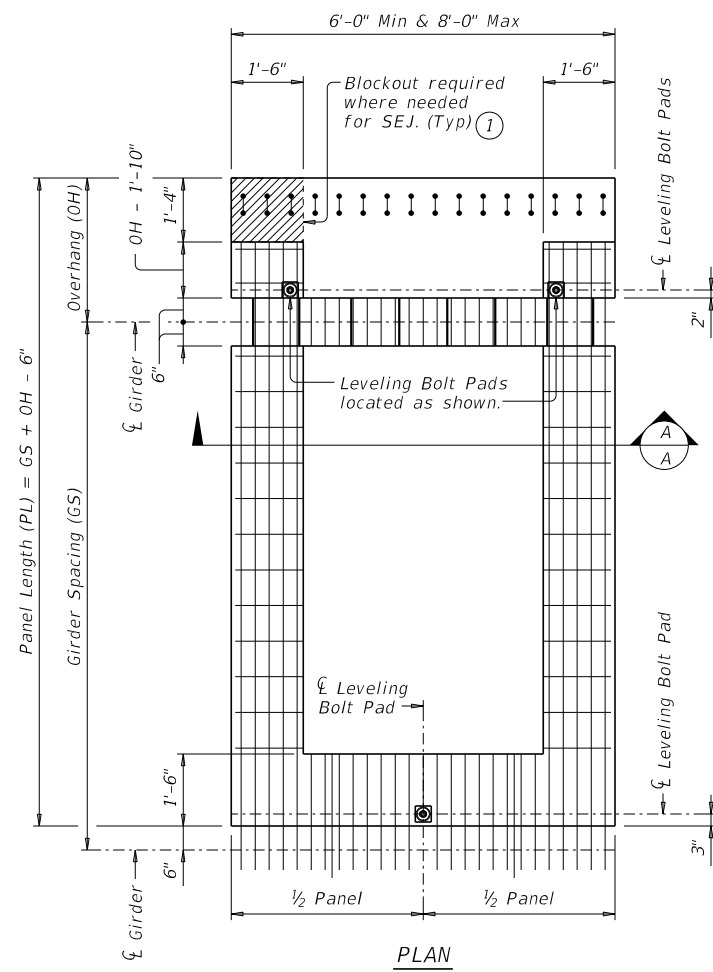 6'-0" Min & 8'-0" Max
1'-6"
1'-6"
Blockout required
where needed
for SEJ. (Typ) 1
℄ Leveling Bolt Pads
Overhang (OH)
OH - 1'-10"
1'-4"
2"
6"
℄ Girder
Leveling Bolt Pads
located as shown.
A
A
Panel Length (PL) = GS + OH - 6"
Girder Spacing (GS)
℄ Leveling
Bolt Pad
℄ Leveling Bolt Pad
1'-6"
6"
3"
℄ Girder
½ Panel
½ Panel
PLAN